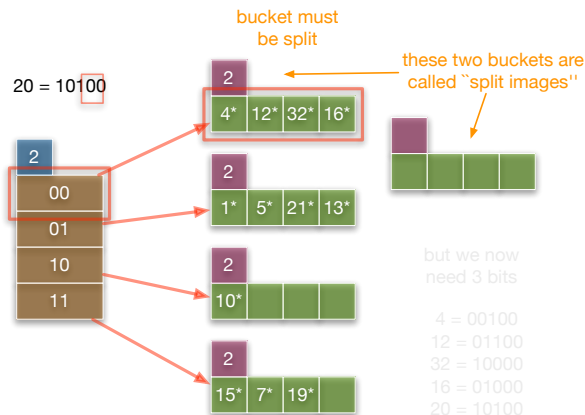 bucket must
be split
these two buckets are
called ``split images''
20 = 10100
2
4* 12* 32* 16*
2
00
01
10
11
2
1* 5* 21* 13*
2
10*
2
15* 7* 19*
but we now
need 3 bits
4 = 00100
12 = 01100
32 = 10000
16 = 01000
20 = 10100